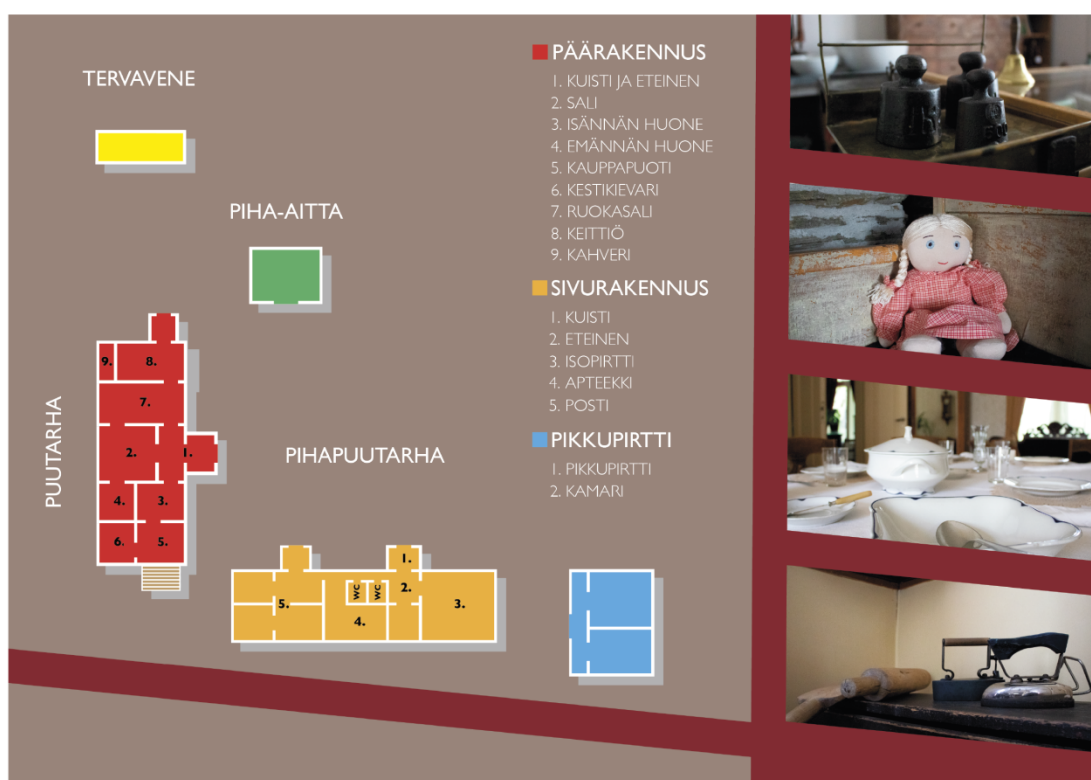 TERVAVENE
PIHA-AITTA
PUUTARHA
PIHAPUUTARHA
9.
8.
7.
2.
1.
4.
3.
6.
5.
1.
2.
3.
WC
WC
4.
5.
PÄÄRAKENNUS
1. KUISTI JA ETEINEN
2. SALI
3. ISÄNNÄN HUONE
4. EMÄNNÄN HUONE
5. KAUPPAPUOTI
6. KESTIKIEVARI
7. RUOKASALI
8. KEITTIÖ
9. KAHVERI
SIVURAKENNUS
1. KUISTI
2. ETEINEN
3. ISOPIRTTI
4. APTEEKKI
5. POSTI
PIKKUPIRTTI
1. PIKKUPIRTTI
2. KAMARI